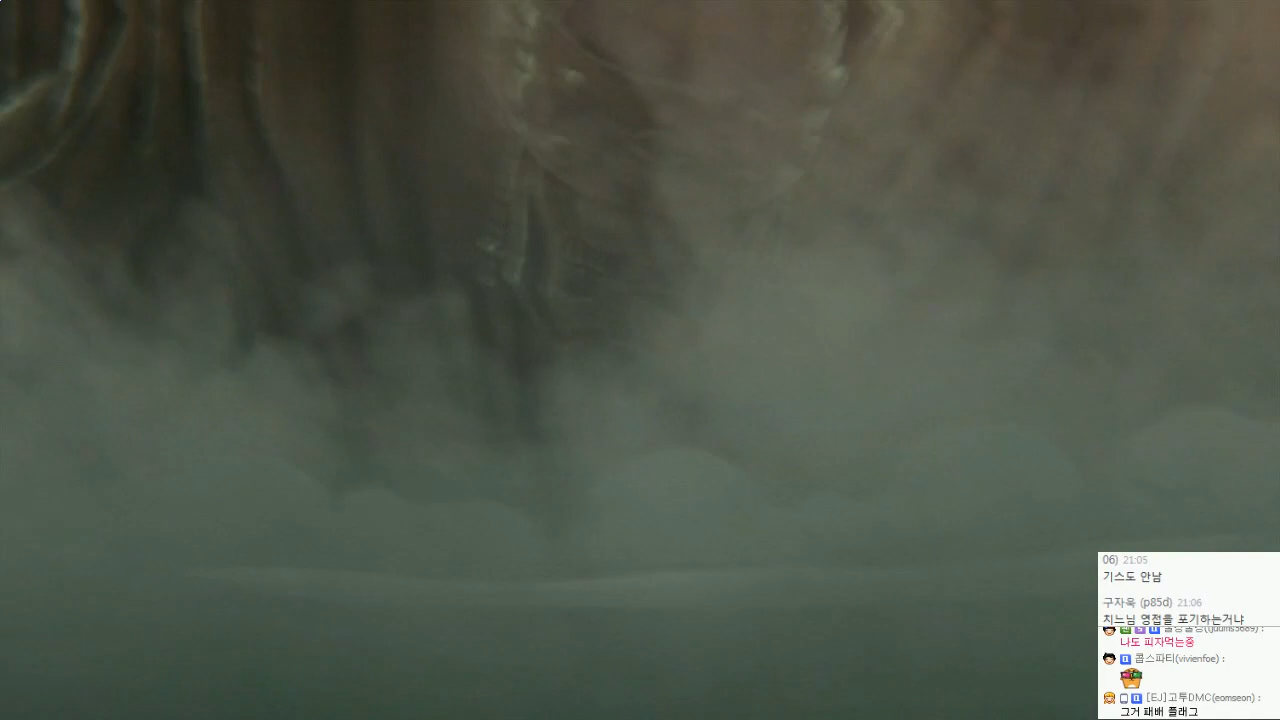 06) 21:05
기스도 안남
구자욱 (p85d) 21:06
치느님 영접을 포기하는거냐
나도 피자먹는중
콤스파티(vivienfoe) :
[EJ]고투DMC(eomseon) :
그거 패배 플래그